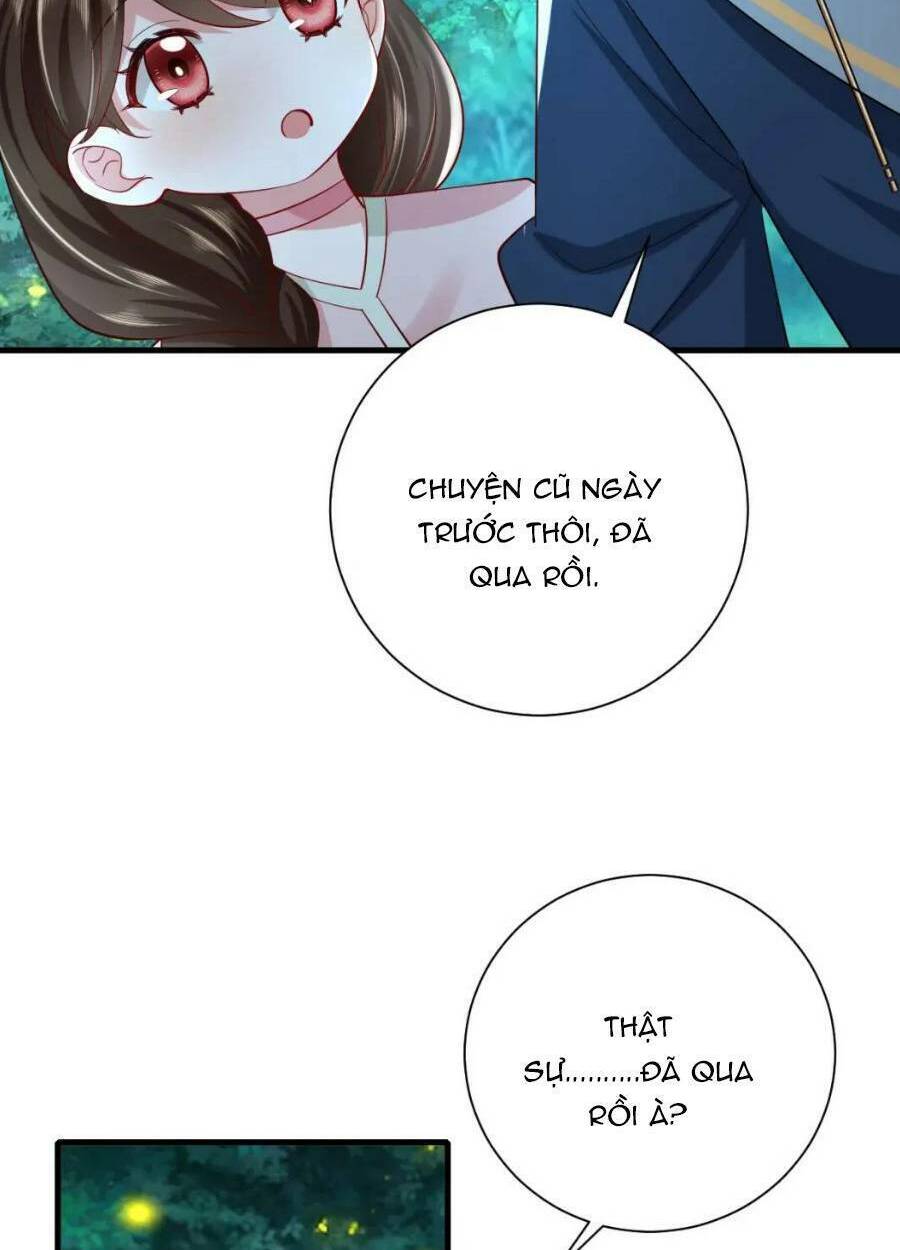 CHUYỆN CŨ NGÀY
TRƯỚC THÔI, ĐÃ
QUA RỒI.
THẬT
SỰ..........ĐÃ QUA
RỒI À?